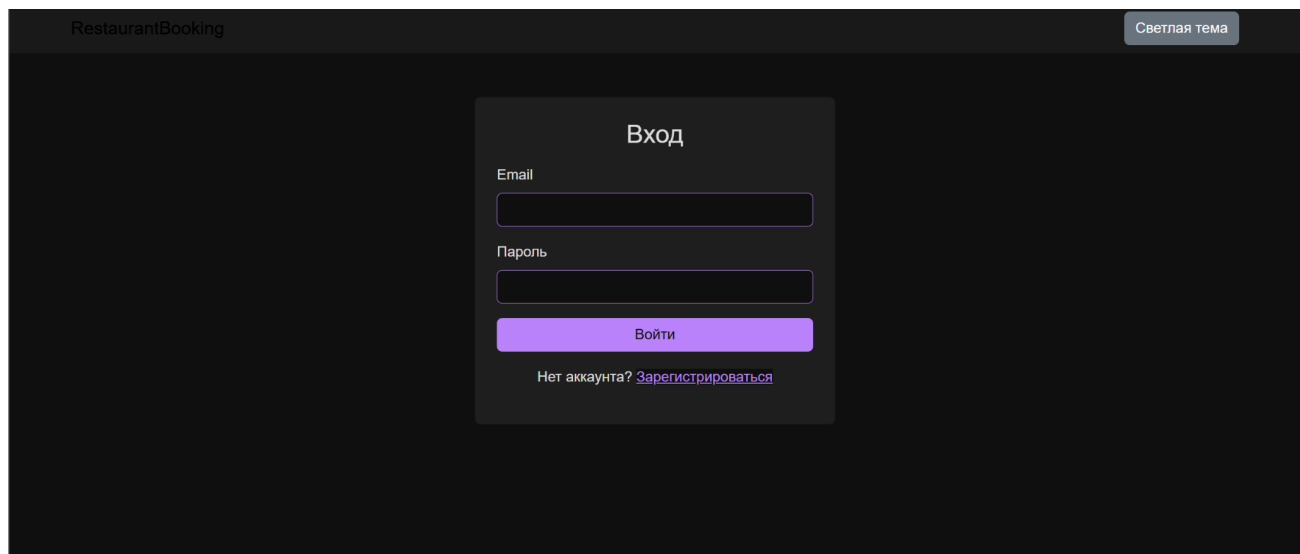 RestaurantBooking
Светлая тема
Вход
Email
Пароль
Войти
Нет аккаунта? Зарегистрироваться